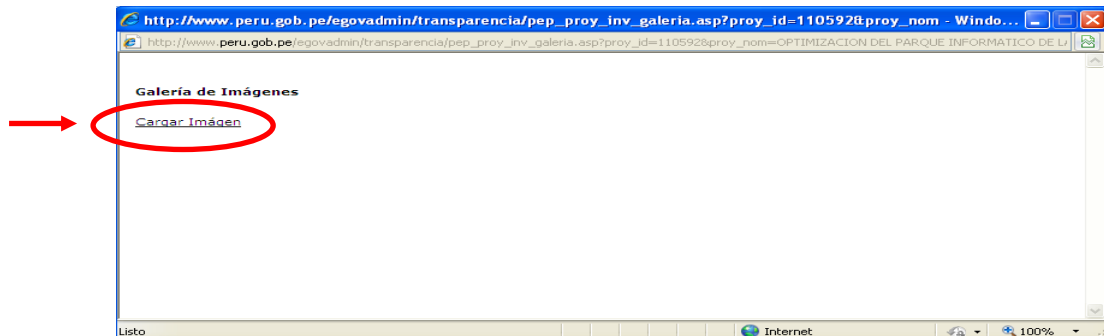 http://www.peru.gob.pe/egovadmin/transparencia/pep_proy_inv_galeria.asp?proy_id=110592&proy_nom - Windo...
http://www.peru.gob.pe/egovadmin/transparencia/pep_proy_inv_galeria.asp?proy_id=110592&proy_nom=OPTIMIZACION DEL PARQUE INFORMATICO DE
Galería de Imágenes
Cargar Imágen
Listo
Internet
100%